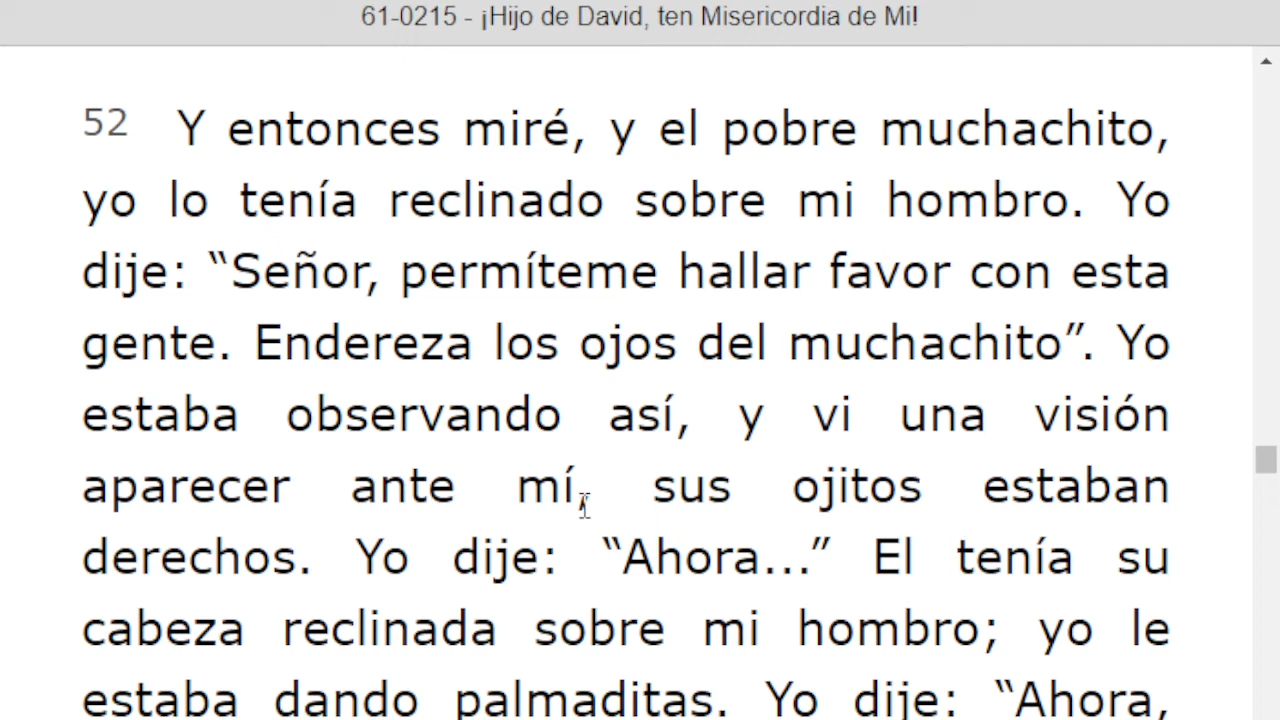 61-0215 - ¡Hijo de David, ten Misericordia de Mi!
52 Y entonces miré, y el pobre muchachito,
yo lo tenía reclinado sobre mi hombro. Yo
dije: “Señor, permíteme hallar favor con esta
gente. Endereza los ojos del muchachito”. Yo
estaba observando así, y vi una visión
aparecer ante mí, sus ojitos estaban
derechos. Yo dije: “Ahora...” El tenía su
cabeza reclinada sobre mi hombro; yo le
estaba dando palmaditas. Yo dije: “Ahora,